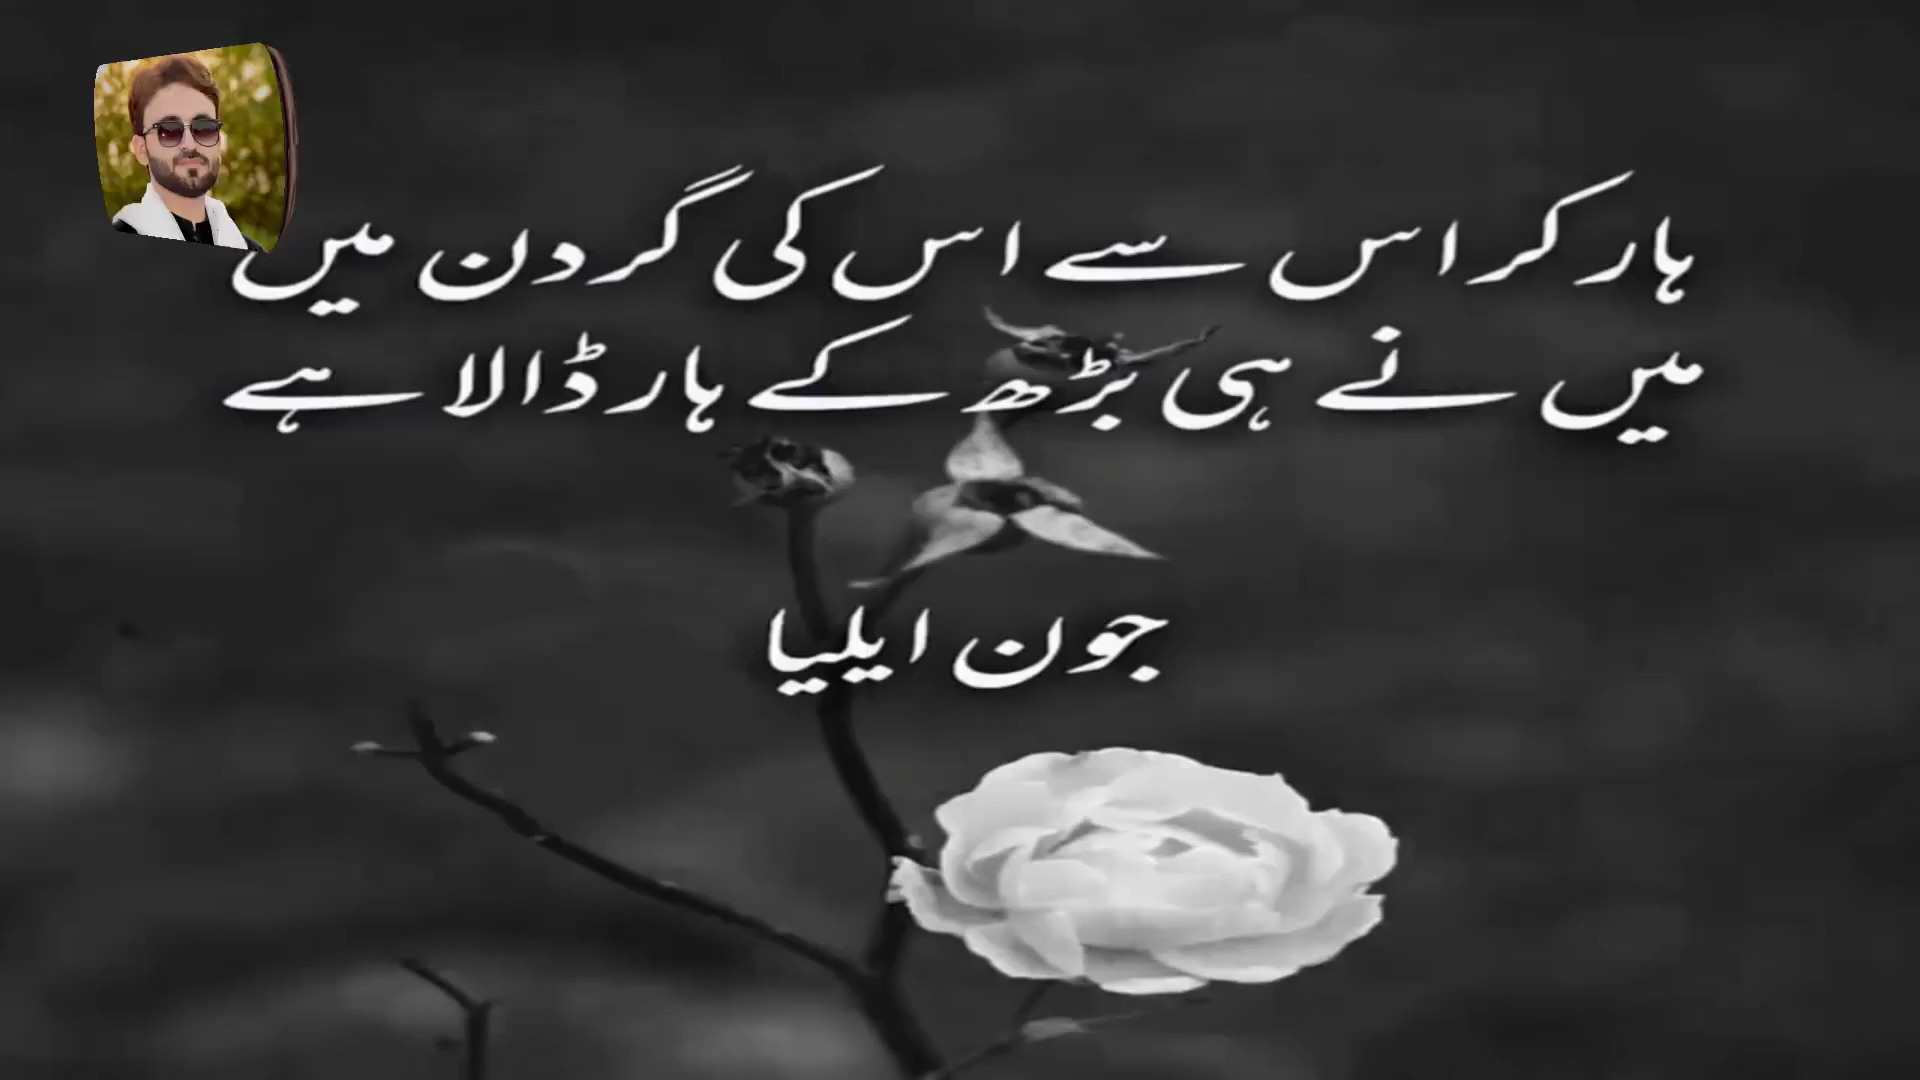 ہار کر اس سے اس کی گردن میں
میں نے ہی بڑھ کے ہار ڈالا ہے
جون ایلیا